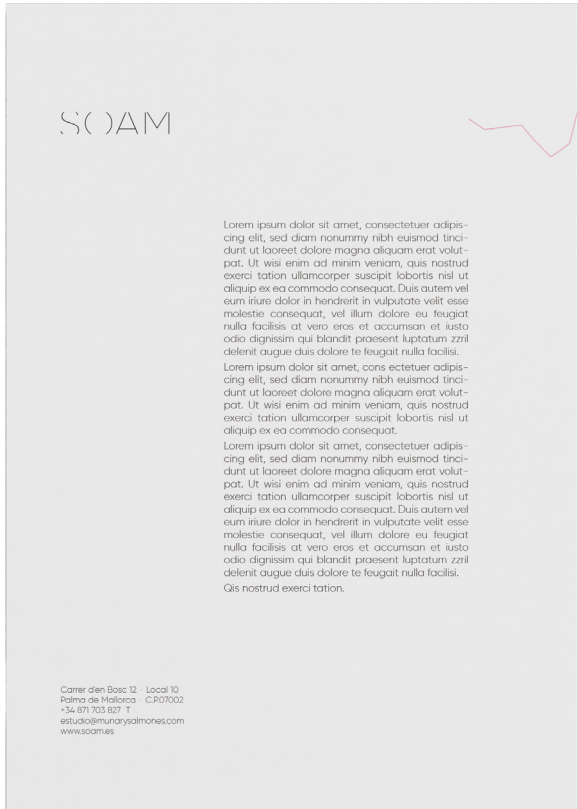 SOAM
Lorem ipsum dolor sit amet, consectetuer adipis-
cing elit, sed diam nonummy nibh euismod tinci-
dunt ut laoreet dolore magna aliquam erat volut-
pat. Ut wisi enim ad minim veniam, quis nostrud
exerci tation ullamcorper suscipit lobortis nisl ut
aliquip ex ea commodo consequat. Duis autem vel
eum iriure dolor in hendrerit in vulputate velit esse
molestie consequat, vel illum dolore eu feugiat
nulla facilisis at vero eros et accumsan et iusto
odio dignissim qui blandit praesent luptatum zzril
delenit augue duis dolore te feugait nulla facilisi.
Lorem ipsum dolor sit amet, cons ectetuer adipis-
cing elit, sed diam nonummy nibh euismod tinci-
dunt ut laoreet dolore magna aliquam erat volut-
pat. Ut wisi enim ad minim veniam, quis nostrud
exerci tation ullamcorper suscipit lobortis nisl ut
aliquip ex ea commodo consequat.
Lorem ipsum dolor sit amet, consectetuer adipis-
cing elit, sed diam nonummy nibh euismod tinci-
dunt ut laoreet dolore magna aliquam erat volut-
pat. Ut wisi enim ad minim veniam, quis nostrud
exerci tation ullamcorper suscipit lobortis nisl ut
aliquip ex ea commodo consequat. Duis autem vel
eum iriure dolor in hendrerit in vulputate velit esse
molestie consequat, vel illum dolore eu feugiat
nulla facilisis at vero eros et accumsan et iusto
odio dignissim qui blandit praesent luptatum zzril
delenit augue duis dolore te feugait nulla facilisi.
Qis nostrud exerci tation.
Carrer d'en Bosc 12 · Local 10
Palma de Mallorca · C.P.07002
+34 871 703 827 T
estudio@munarysalmones.com
www.soam.es